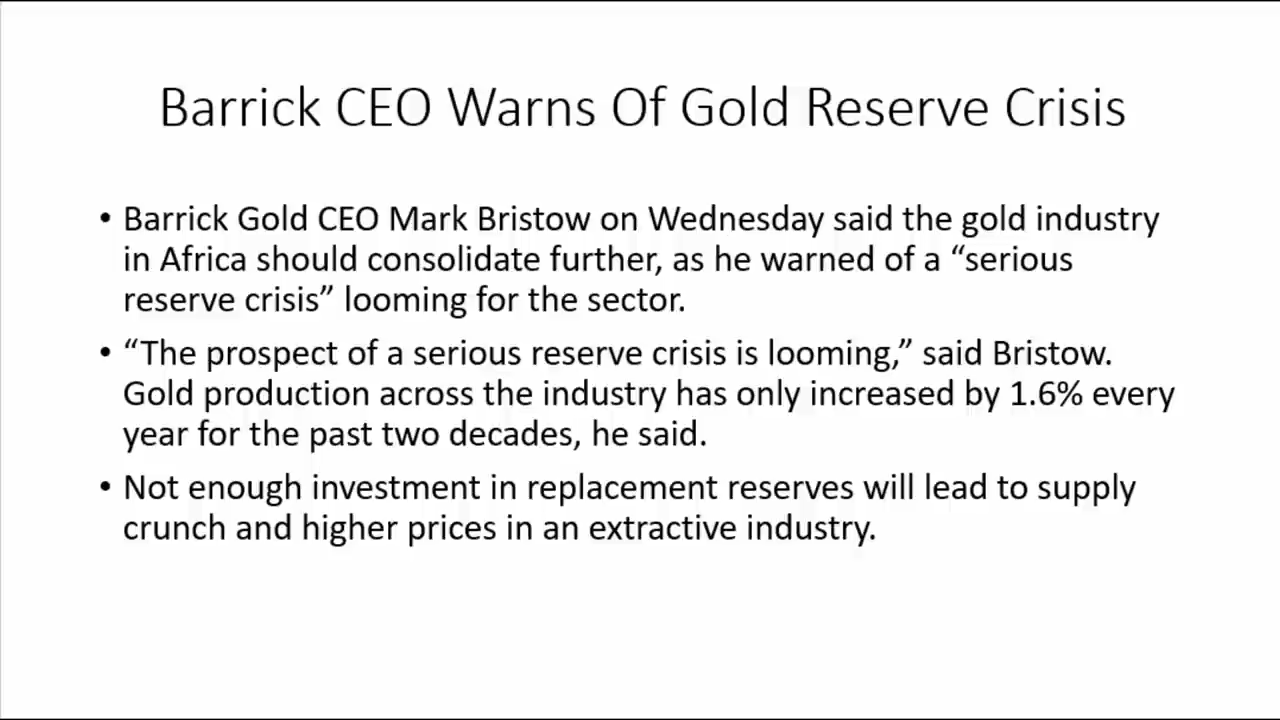 Barrick CEO Warns Of Gold Reserve Crisis
• Barrick Gold CEO Mark Bristow on Wednesday said the gold industry
in Africa should consolidate further, as he warned of a “serious
reserve crisis” looming for the sector.
• “The prospect of a serious reserve crisis is looming,” said Bristow.
Gold production across the industry has only increased by 1.6% every
year for the past two decades, he said.
• Not enough investment in replacement reserves will lead to supply
crunch and higher prices in an extractive industry.